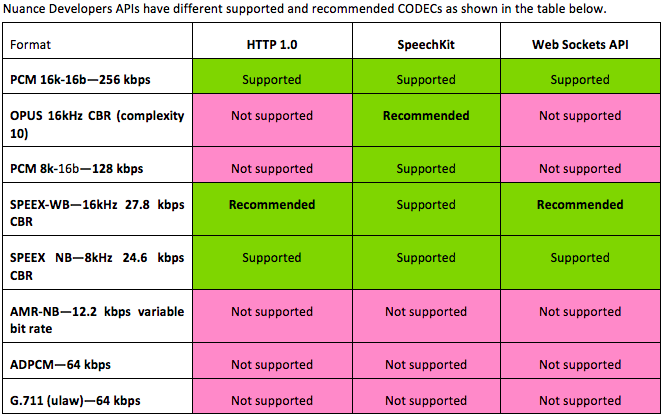 Nuance Developers APIs have different supported and recommended CODECs as shown in the table below.
Format HTTP 1.0 SpeechKit Web Sockets API
PCM 16k-16b—256 kbps Supported Supported Supported
OPUS 16kHz CBR (complexity Not supported Recommended Not supported
10)
PCM 8k-16b—128 kbps Not supported Supported Not supported
SPEEX-WB—16kHz 27.8 kbps Recommended Supported Recommended
CBR
SPEEX NB—8kHz 24.6 kbps Supported Supported Supported
CBR
AMR-NB—12.2 kbps variable Not supported Not supported Not supported
bit rate
ADPCM—64 kbps Not supported Not supported Not supported
G.711 (ulaw)—64 kbps Not supported Not supported Not supported